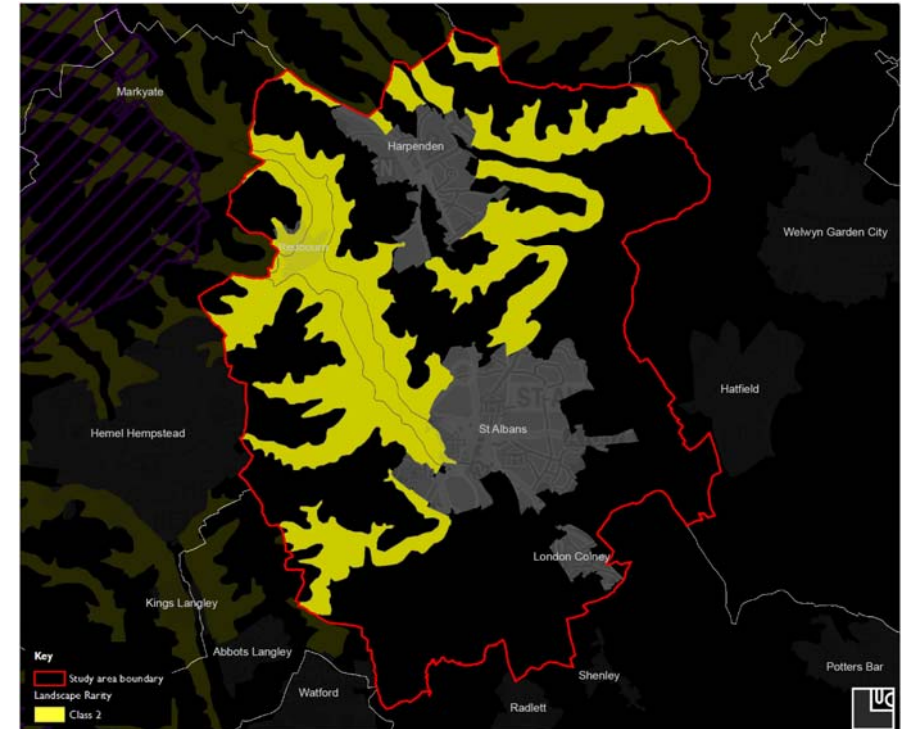 Markyate
Harpenden
Welwyn Garden City
Redbourn
Hatfield
Hemel Hempstead
St Albans
London Colney
Kings Langley
Abbots Langley
Shenley
Potters Bar
Watford
Radlett
Key
Study area boundary
Landscape Rarity
Class 2